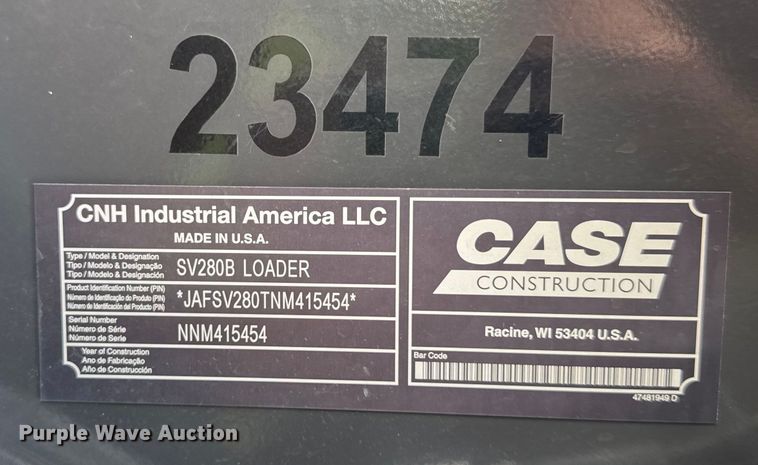 23474
CNH Industrial America LLC
MADE IN U.S.A.
Type / Model & Designation
Tipo / Modelo & Designação
Tipo / Modelo & Designación
SV280B LOADER
Product Identification Number (PIN)
Número de Identificação do Produto (PIN)
Número de Identificación del Producto (PIN)
*JAFSV280TNM415454*
Serial Number
Número de Série
Número de Serie
NNM415454
Year of Construction
Ano de Fabricação
Año de Construcción
CASE
CONSTRUCTION
Racine, WI 53404 U.S.A.
Bar Code
47481949 D
Purple Wave Auction